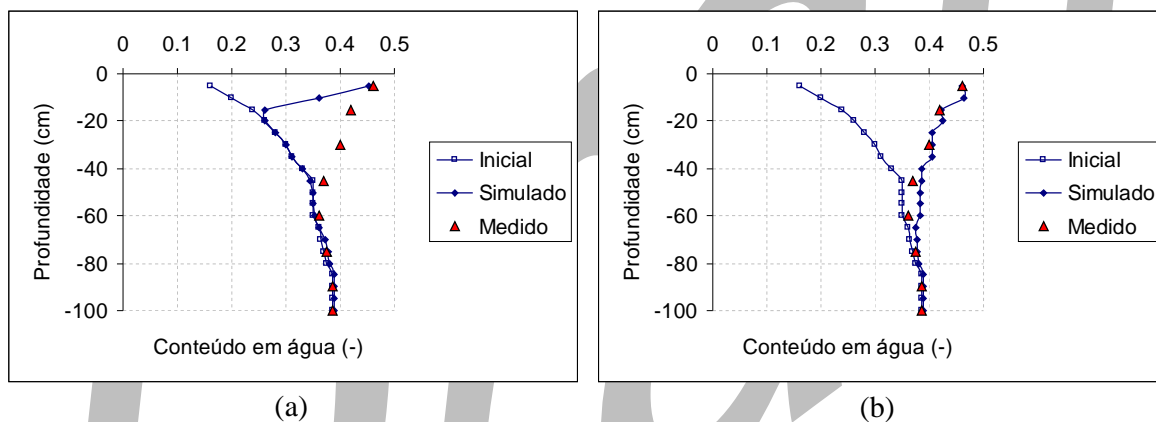 0 0.1 0.2 0.3 0.4 0.5
0
-20
-40
-60
-80
-100
Profundidade (cm)
Conteúdo em água (-)
Inicial
Simulado
Medido
(a)
0 0.1 0.2 0.3 0.4 0.5
0
-20
-40
-60
-80
-100
Profundidade (cm)
Conteúdo em água (-)
Inicial
Simulado
Medido
(b)